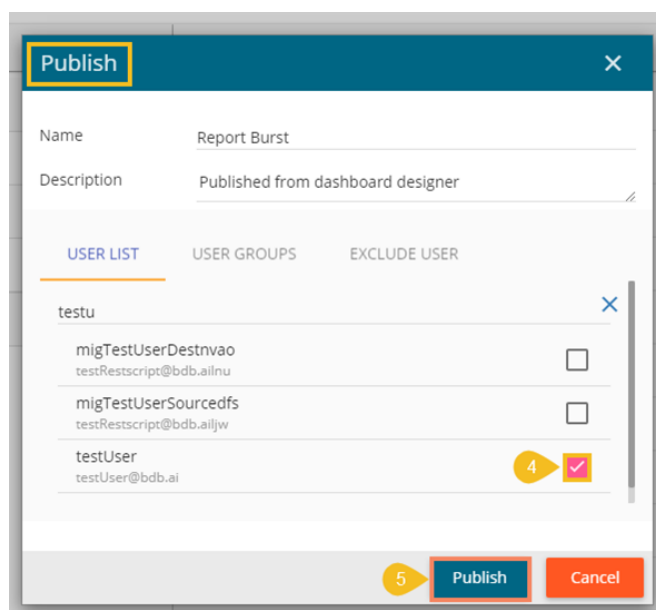 Publish
Name
Report Burst
Description
Published from dashboard designer
USER LIST USER GROUPS EXCLUDE USER
testu
migTestUserDestnvao
testRestscript@bdb.ailnu
migTestUserSourcedfs
testRestscript@bdb.ailjw
testUser
testUser@bdb.ai
4
5 Publish Cancel